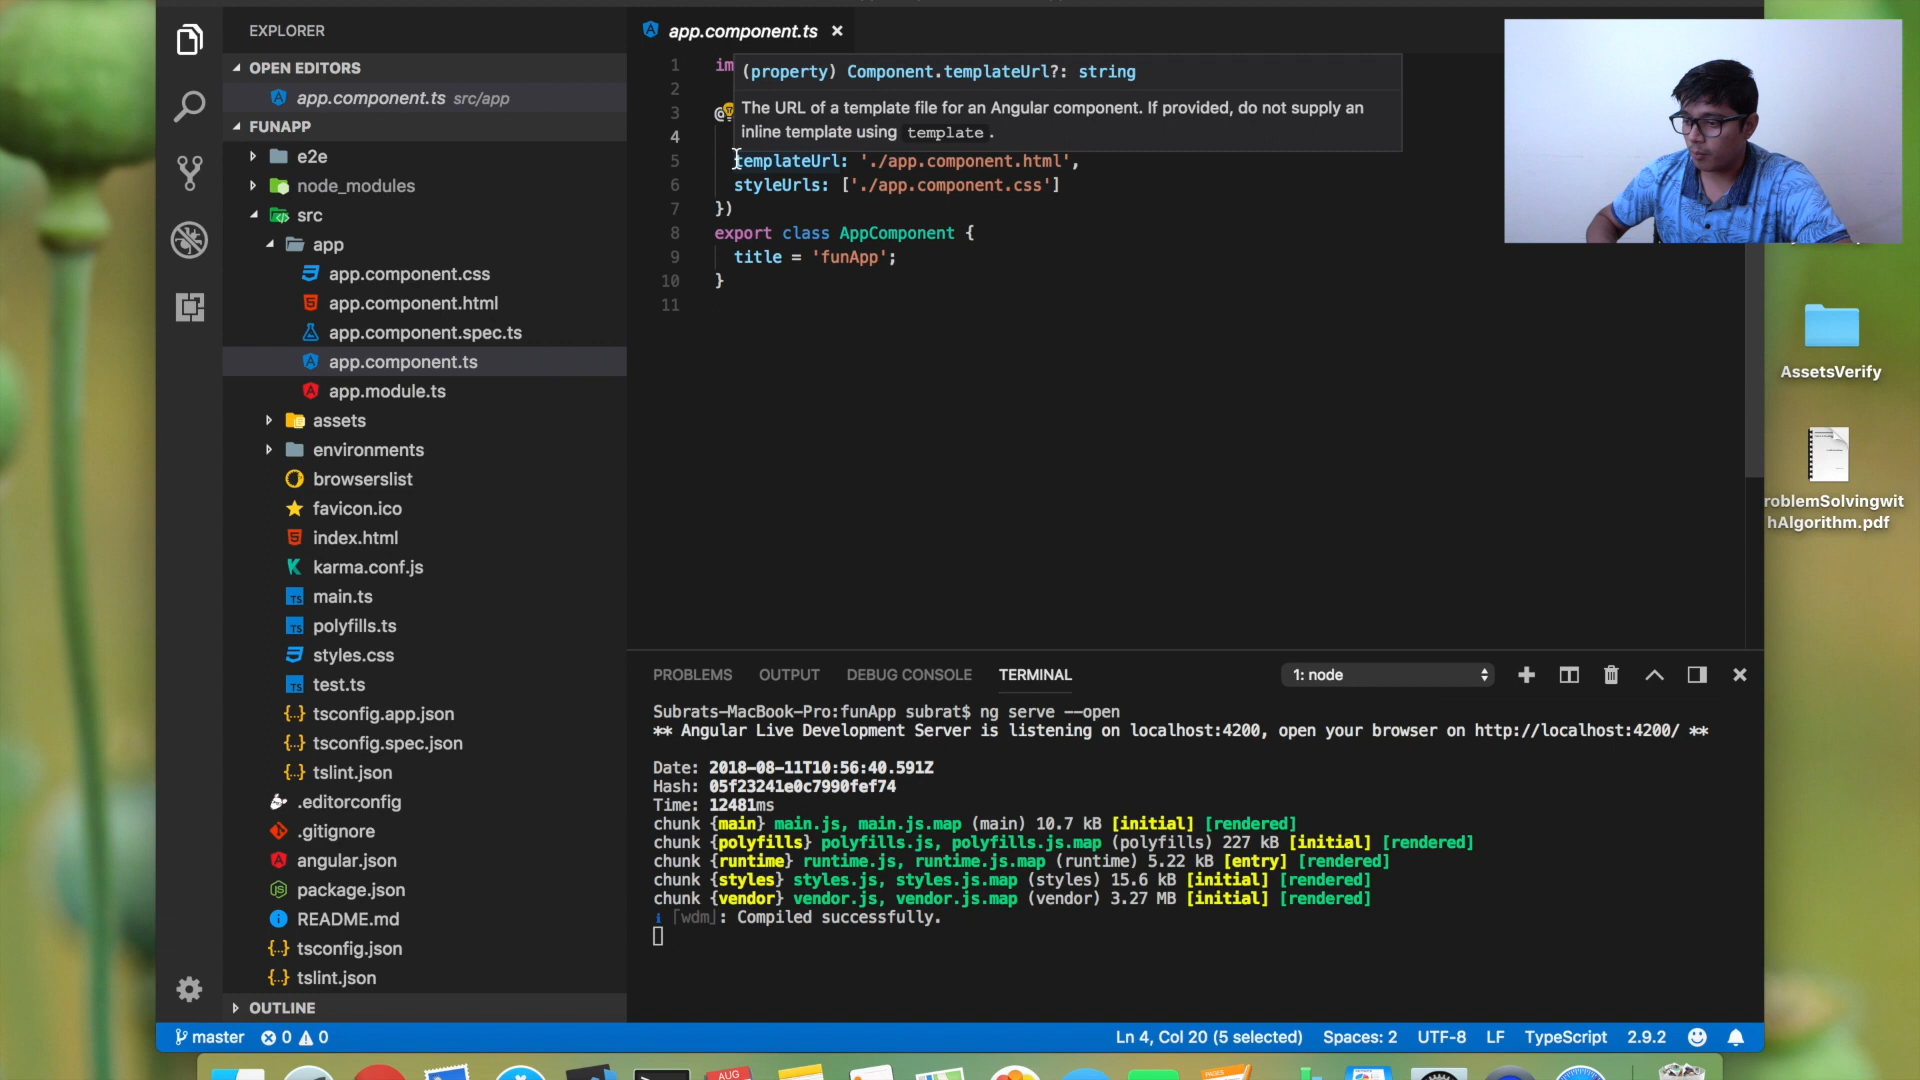 EXPLORER
OPEN EDITORS
app.component.ts src/app
FUNAPP
e2e
node_modules
src
app
app.component.css
app.component.html
app.component.spec.ts
app.component.ts
app.module.ts
assets
environments
browserslist
favicon.ico
index.html
karma.conf.js
main.ts
polyfills.ts
styles.css
test.ts
tsconfig.app.json
tsconfig.spec.json
tslint.json
.editorconfig
.gitignore
angular.json
package.json
README.md
tsconfig.json
tslint.json
OUTLINE
app.component.ts
1 im
(property) Component.templateUrl?: string
2
The URL of a template file for an Angular component. If provided, do not supply an
inline template using template.
3 @
4
5 templateUrl: './app.component.html',
6 styleUrls: ['./app.component.css']
7 })
8 export class AppComponent {
9 title = 'funApp';
10 }
11
PROBLEMS OUTPUT DEBUG CONSOLE TERMINAL 1: node
Subrats-MacBook-Pro:funApp subrat$ ng serve --open
** Angular Live Development Server is listening on localhost:4200, open your browser on http://localhost:4200/ **
Date: 2018-08-11T10:56:40.591Z
Hash: 05f23241e0c7990fef74
Time: 12481ms
chunk {main} main.js, main.js.map (main) 10.7 kB [initial] [rendered]
chunk {polyfills} polyfills.js, polyfills.js.map (polyfills) 227 kB [initial] [rendered]
chunk {runtime} runtime.js, runtime.js.map (runtime) 5.22 kB [entry] [rendered]
chunk {styles} styles.js, styles.js.map (styles) 15.6 kB [initial] [rendered]
chunk {vendor} vendor.js, vendor.js.map (vendor) 3.27 MB [initial] [rendered]
i ｢wdm｣: Compiled successfully.
master 0 0 Ln 4, Col 20 (5 selected) Spaces: 2 UTF-8 LF TypeScript 2.9.2
AssetsVerify
roblemSolvingwit
hAlgorithm.pdf
AUG
PAGES